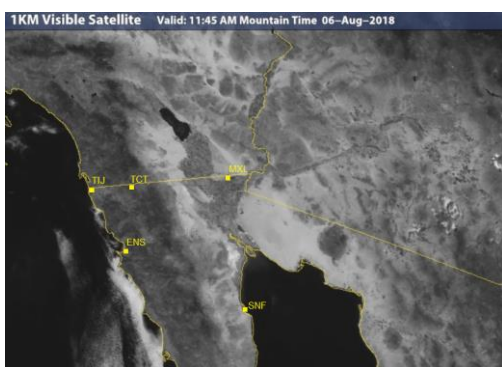 1KM Visible Satellite Valid: 11:45 AM Mountain Time 06-Aug-2018
MXL
TIJ
TCT
ENS
SNF